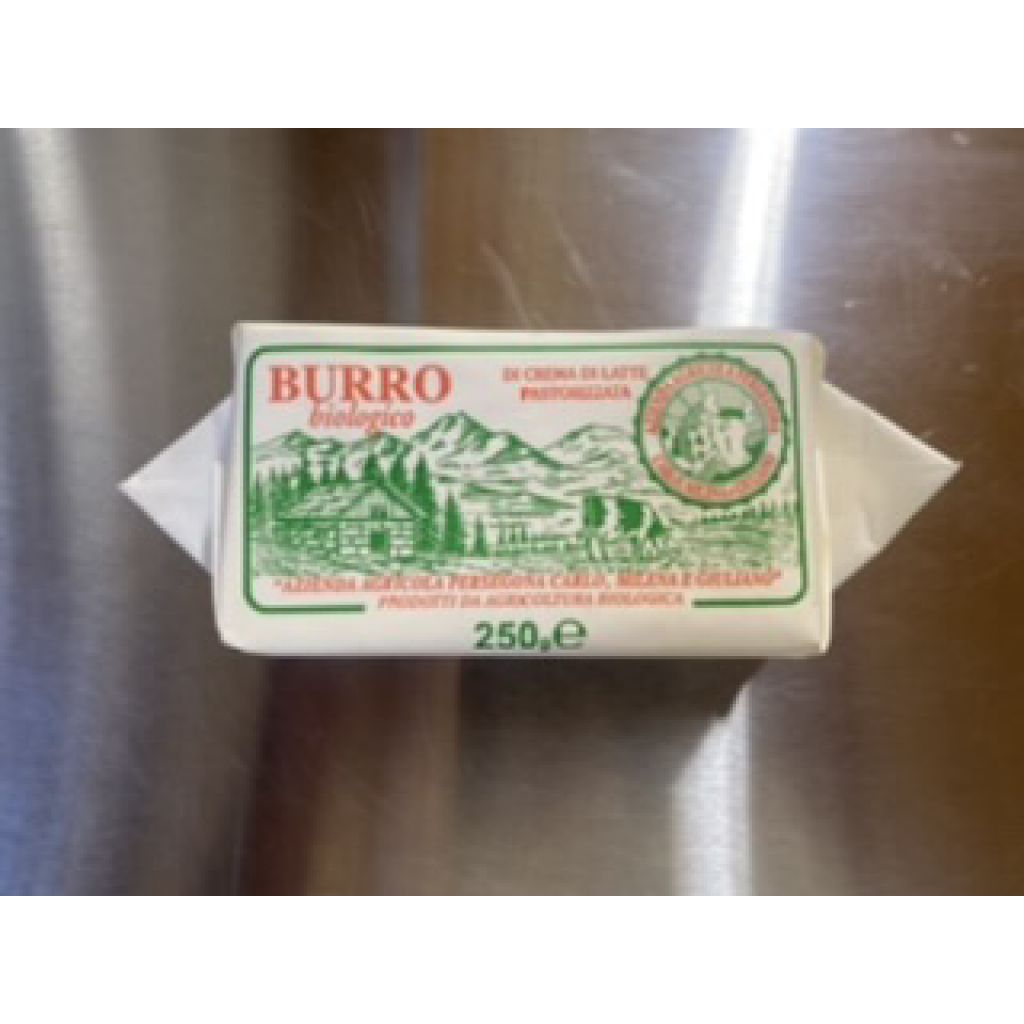 BURRO
biologico
DI CREMA DI LATTE
PASTORIZZATA
"AZIENDA AGRICOLA PERSEGONA CARLO, MILENA E GIULIANO"
PRODOTTI DA AGRICOLTURA BIOLOGICA
250g e